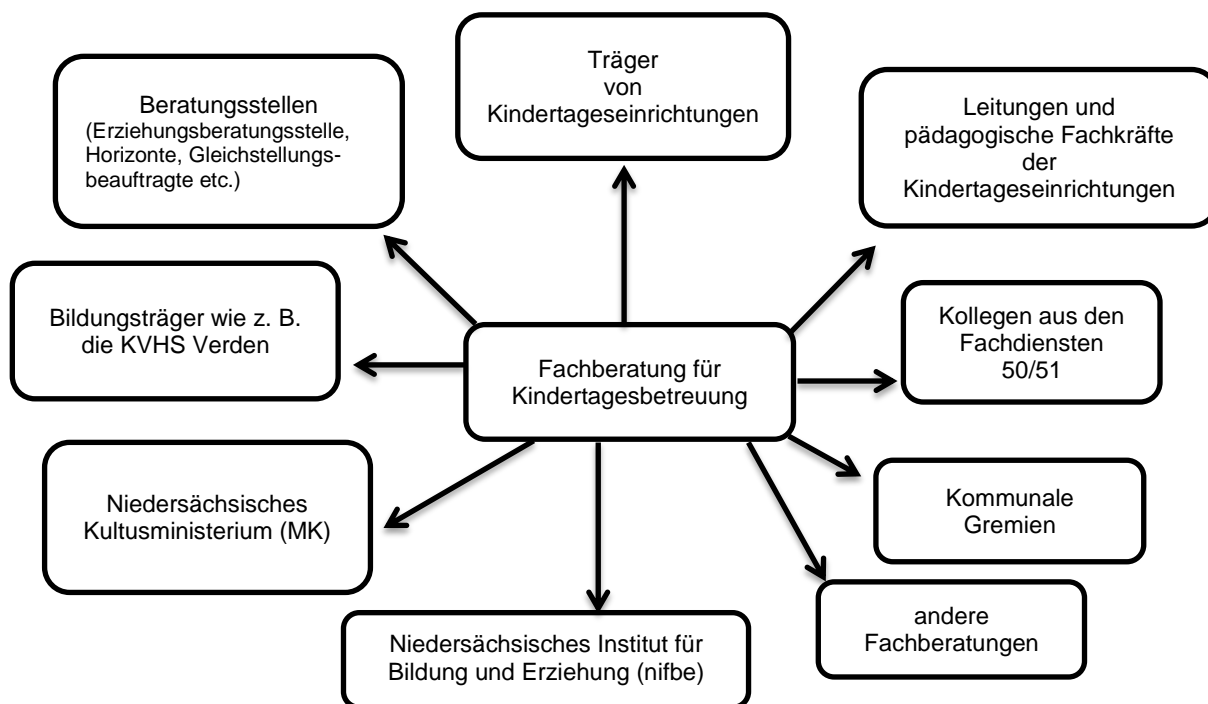 Träger
von
Kindertageseinrichtungen
Beratungsstellen
(Erziehungsberatungsstelle,
Horizonte, Gleichstellungs-
beauftragte etc.)
Leitungen und
pädagogische Fachkräfte
der
Kindertageseinrichtungen
Bildungsträger wie z. B.
die KVHS Verden
Kollegen aus den
Fachdiensten
50/51
Fachberatung für
Kindertagesbetreuung
Niedersächsisches
Kultusministerium (MK)
Kommunale
Gremien
Niedersächsisches Institut für
Bildung und Erziehung (nifbe)
andere
Fachberatungen